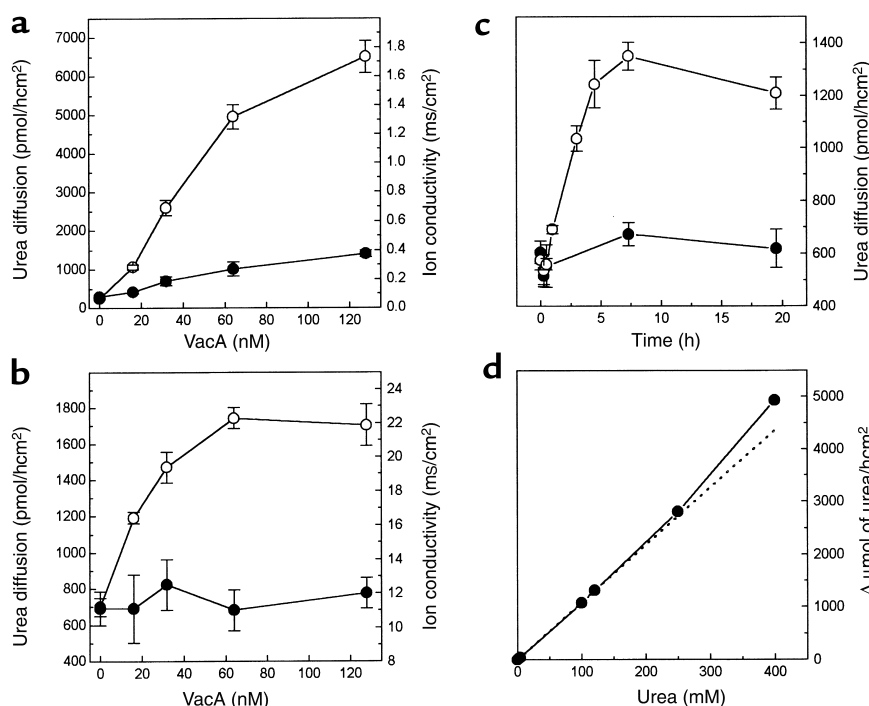 a
7000
6000
5000
4000
3000
2000
1000
0
Urea diffusion (pmol/hcm²)
1.8
1.6
1.4
1.2
1.0
0.8
0.6
0.4
0.2
0.0
Ion conductivity (ms/cm²)
0 20 40 60 80 100 120
VacA (nM)
b
1800
1600
1400
1200
1000
800
600
400
Urea diffusion (pmol/hcm²)
24
22
20
18
16
14
12
10
8
Ion conductivity (ms/cm²)
0 20 40 60 80 100 120
VacA (nM)
c
1400
1200
1000
800
600
400
Urea diffusion (pmol/hcm²)
0 5 10 15 20
Time (h)
d
5000
4000
3000
2000
1000
0
of urea/hcm²
0 100 200 300 400
Urea (mM)